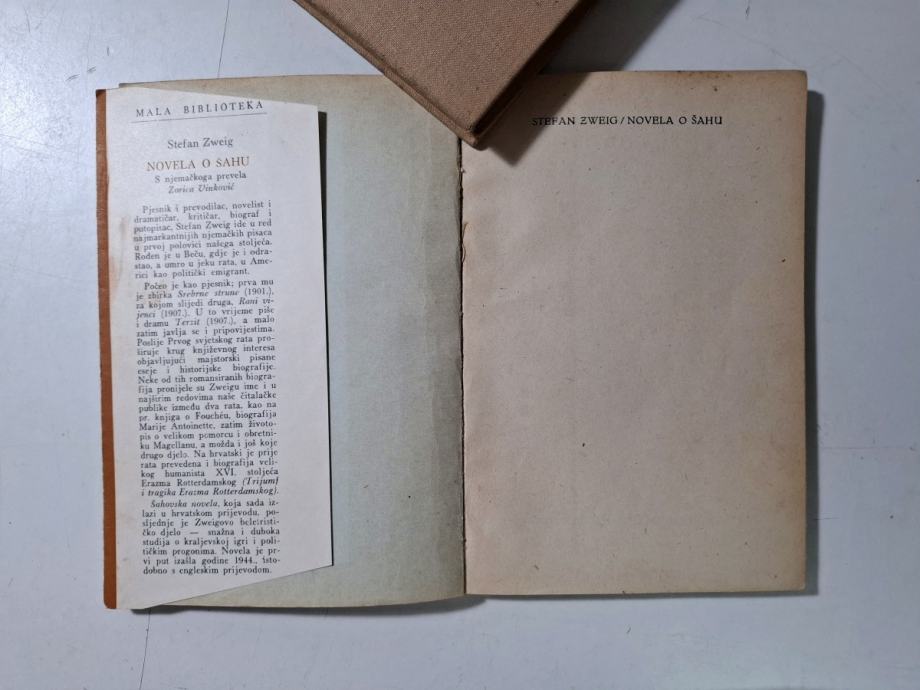 MALA BIBLIOTEKA
Stefan Zweig
NOVELA O ŠAHU
S njemačkoga prevela
Zorica Vinković
Pjesnik i prevodilac, novelist i
dramatičar, kritičar, biograf i
putopisac, Stefan Zweig ide u red
najmarkantnijih njemačkih pisaca
u prvoj polovici našega stoljeća.
Rođen je u Beču, gdje je i odra-
stao, a umro u jeku rata, u Ame-
rici kao politički emigrant.
Počeo je kao pjesnik; prva mu
je zbirka Srebrne strune (1901.),
za kojom slijedi druga, Rani vi-
jenci (1907.). U to vrijeme piše
i dramu Terzit (1907.), a malo
zatim javlja se i pripovijestima.
Poslije Prvog svjetskog rata pro-
širuje krug književnog interesa
objavljujući majstorski pisane
eseje i historijske biografije.
Neke od tih romansiranih biogra-
fija pronijele su Zweigu ime i u
najširim redovima naše čitalačke
publike između dva rata, kao na
pr. knjiga o Fouchéu, biografija
Marije Antoinette, zatim životo-
pis o velikom pomorcu i obretni-
ku Magellanu, a možda i još koje
drugo djelo. Na hrvatski je prije
rata prevedena i biografija veli-
kog humanista XVI. stoljeća
Erazma Rotterdamskog (Trijumf
i tragika Erazma Rotterdamskog).
Šahovska novela, koja sada iz-
lazi u hrvatskom prijevodu, po-
sljednje je Zweigovo beletristi-
čko djelo — snažna i duboka
studija o kraljevskoj igri i poli-
tičkim progonima. Novela je pr-
vi put izašla godine 1944., isto-
dobno s engleskim prijevodom.
STEFAN ZWEIG/NOVELA O ŠAHU